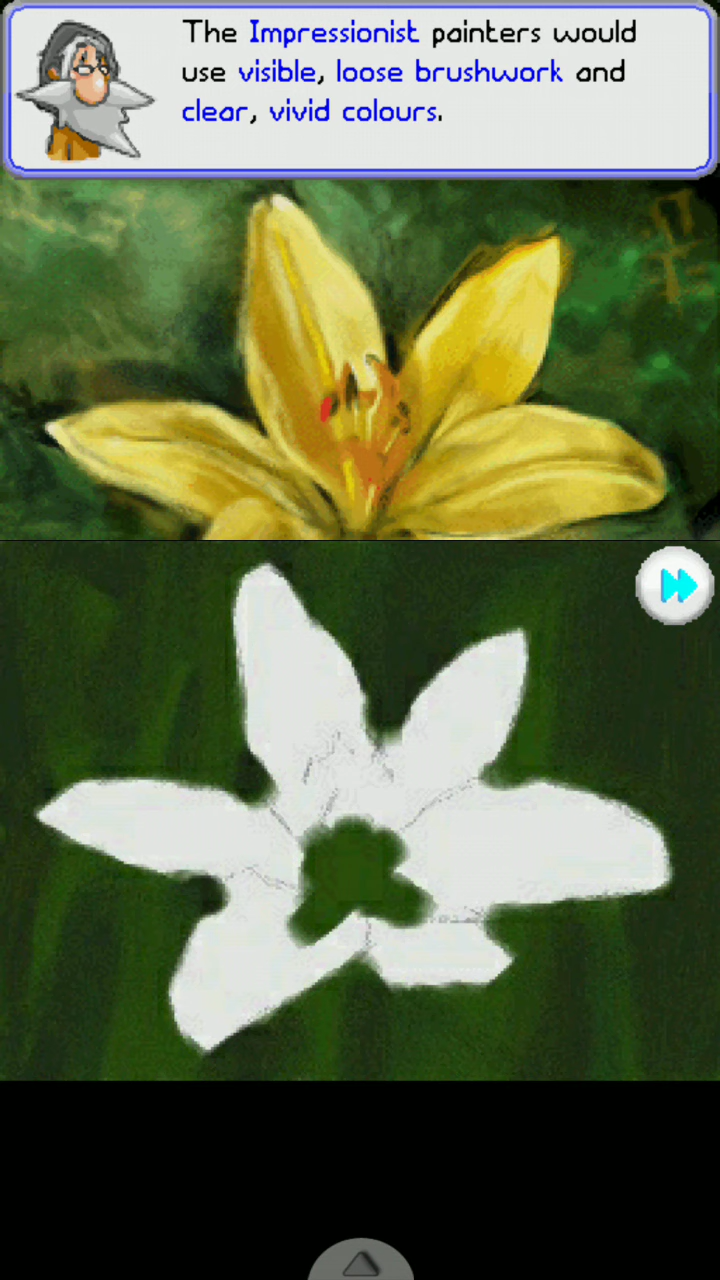 The Impressionist painters would
use visible, loose brushwork and
clear, vivid colours.